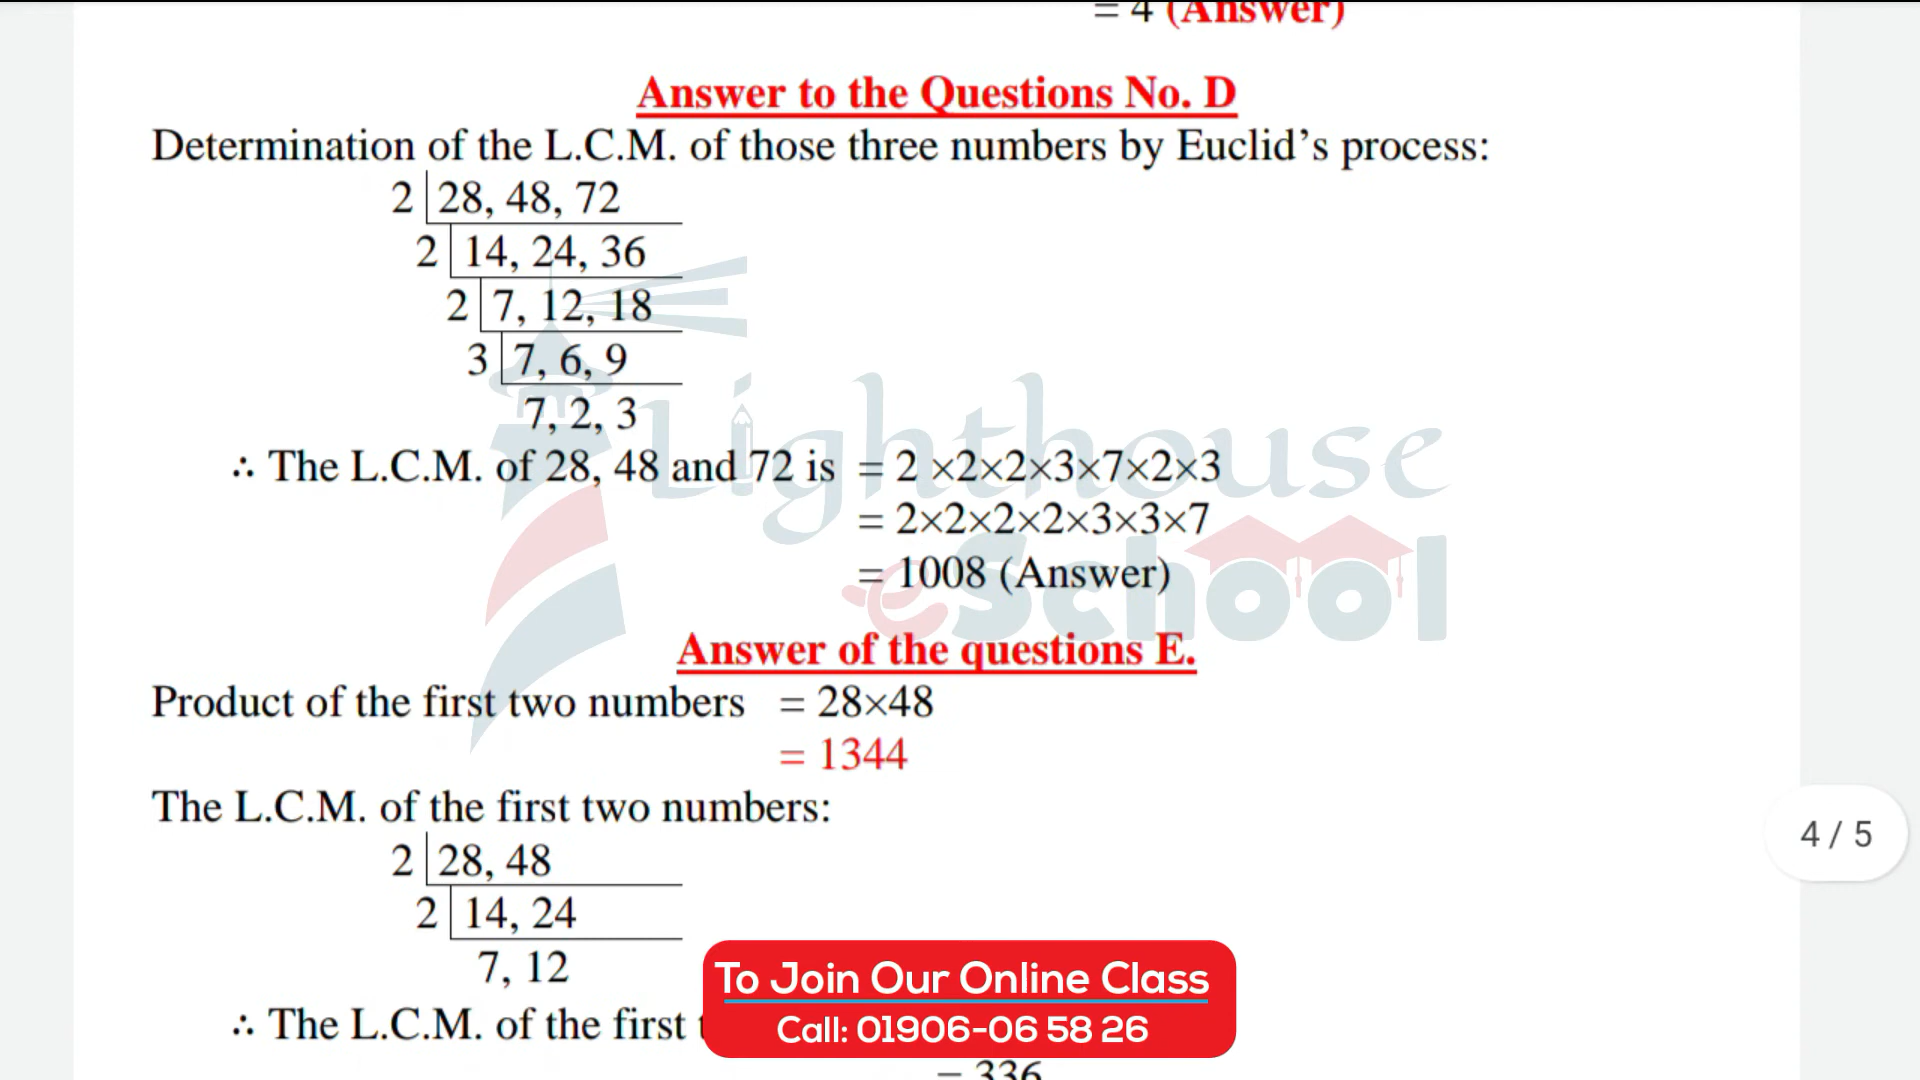 = 4 (Answer)
Answer to the Questions No. D
Determination of the L.C.M. of those three numbers by Euclid’s process:
2 28, 48, 72
2 14, 24, 36
2 7, 12, 18
3 7, 6, 9
7, 2, 3
∴ The L.C.M. of 28, 48 and 72 is = 2 ×2×2×3×7×2×3
= 2×2×2×2×3×3×7
= 1008 (Answer)
Lighthouse
eSchool
Answer of the questions E.
Product of the first two numbers = 28×48
= 1344
The L.C.M. of the first two numbers:
4 / 5
2 28, 48
2 14, 24
7, 12
∴ The L.C.M. of the first
To Join Our Online Class
Call: 01906-06 58 26
= 336